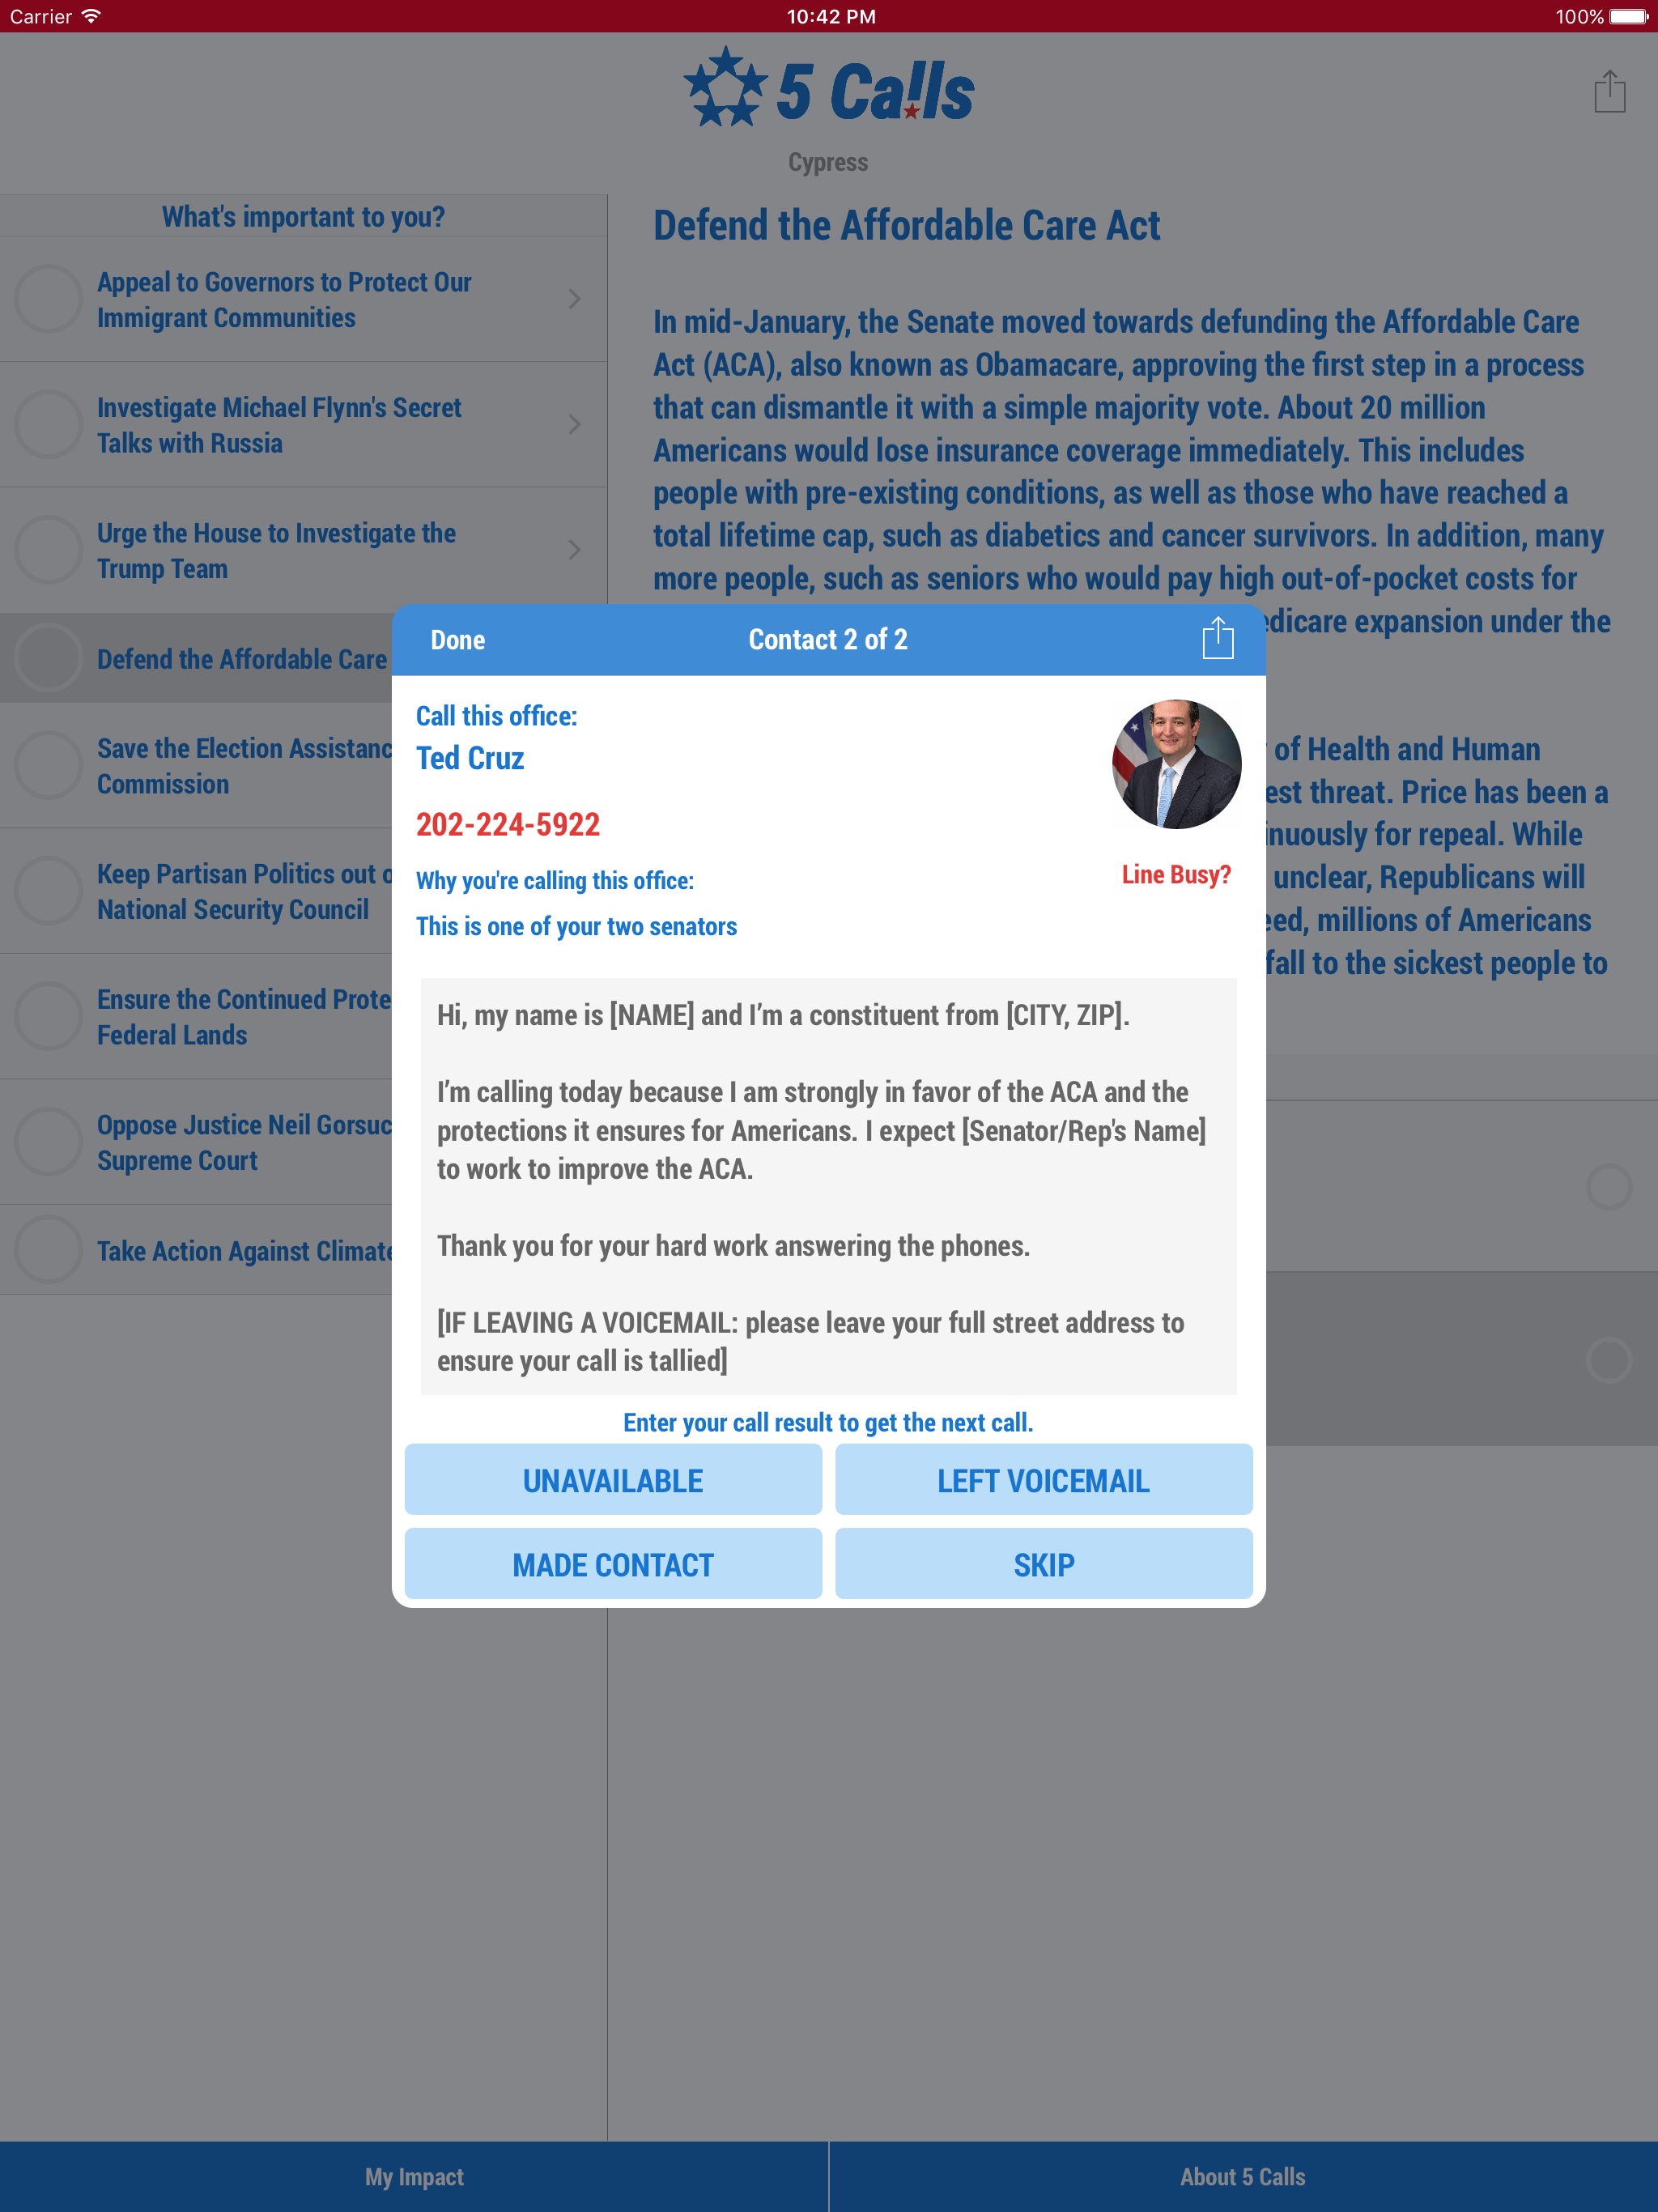 Carrier
10:42 PM
100%
5 Calls
Cypress
What's important to you?
Appeal to Governors to Protect Our
Immigrant Communities
Investigate Michael Flynn's Secret
Talks with Russia
Urge the House to Investigate the
Trump Team
Defend the Affordable Care
Save the Election Assistanc
Commission
Keep Partisan Politics out o
National Security Council
Ensure the Continued Prote
Federal Lands
Oppose Justice Neil Gorsuc
Supreme Court
Take Action Against Climate
Defend the Affordable Care Act
In mid-January, the Senate moved towards defunding the Affordable Care
Act (ACA), also known as Obamacare, approving the first step in a process
that can dismantle it with a simple majority vote. About 20 million
Americans would lose insurance coverage immediately. This includes
people with pre-existing conditions, as well as those who have reached a
total lifetime cap, such as diabetics and cancer survivors. In addition, many
more people, such as seniors who would pay high out-of-pocket costs for
edicare expansion under the
of Health and Human
est threat. Price has been a
inuously for repeal. While
unclear, Republicans will
eed, millions of Americans
fall to the sickest people to
Done
Contact 2 of 2
Call this office:
Ted Cruz
202-224-5922
Line Busy?
Why you're calling this office:
This is one of your two senators
Hi, my name is [NAME] and I’m a constituent from [CITY, ZIP].
I’m calling today because I am strongly in favor of the ACA and the
protections it ensures for Americans. I expect [Senator/Rep's Name]
to work to improve the ACA.
Thank you for your hard work answering the phones.
[IF LEAVING A VOICEMAIL: please leave your full street address to
ensure your call is tallied]
Enter your call result to get the next call.
UNAVAILABLE
LEFT VOICEMAIL
MADE CONTACT
SKIP
My Impact
About 5 Calls